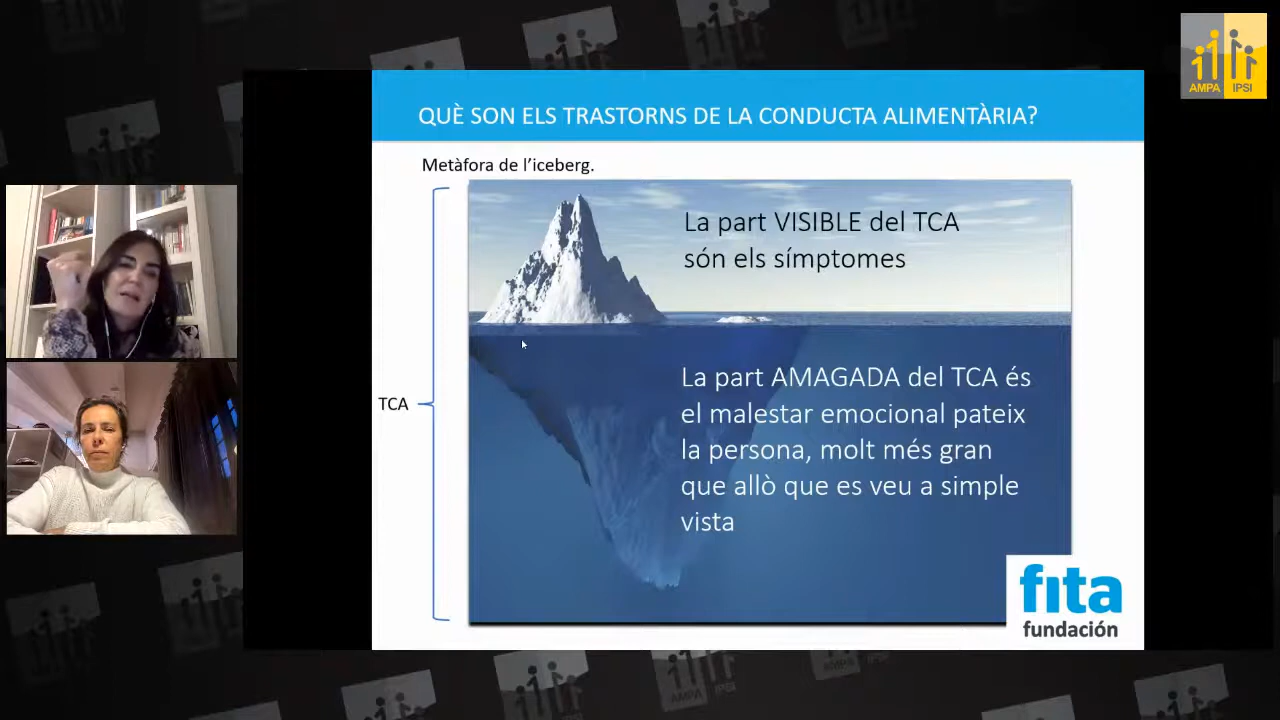 AMPA IPSI
QUÈ SON ELS TRASTORNS DE LA CONDUCTA ALIMENTÀRIA?
Metàfora de l'iceberg.
La part VISIBLE del TCA
són els símptomes
TCA
La part AMAGADA del TCA és
el malestar emocional pateix
la persona, molt més gran
que allò que es veu a simple
vista
fita
fundación
AMPA IPSI